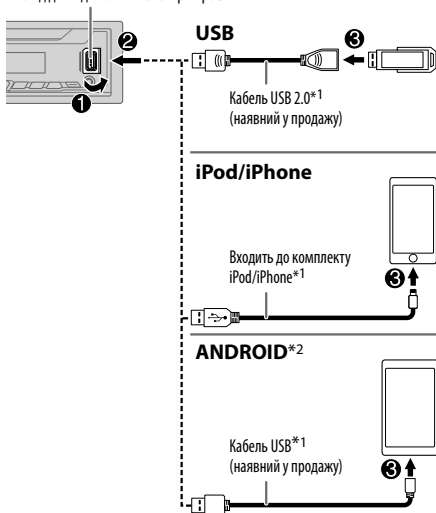 USB
Кабель USB 2.0*1
(наявний у продажу)
iPod/iPhone
Входить до комплекту
iPod/iPhone*1
ANDROID*2
Кабель USB*1
(наявний у продажу)
❶
❷
❸
❸
❸